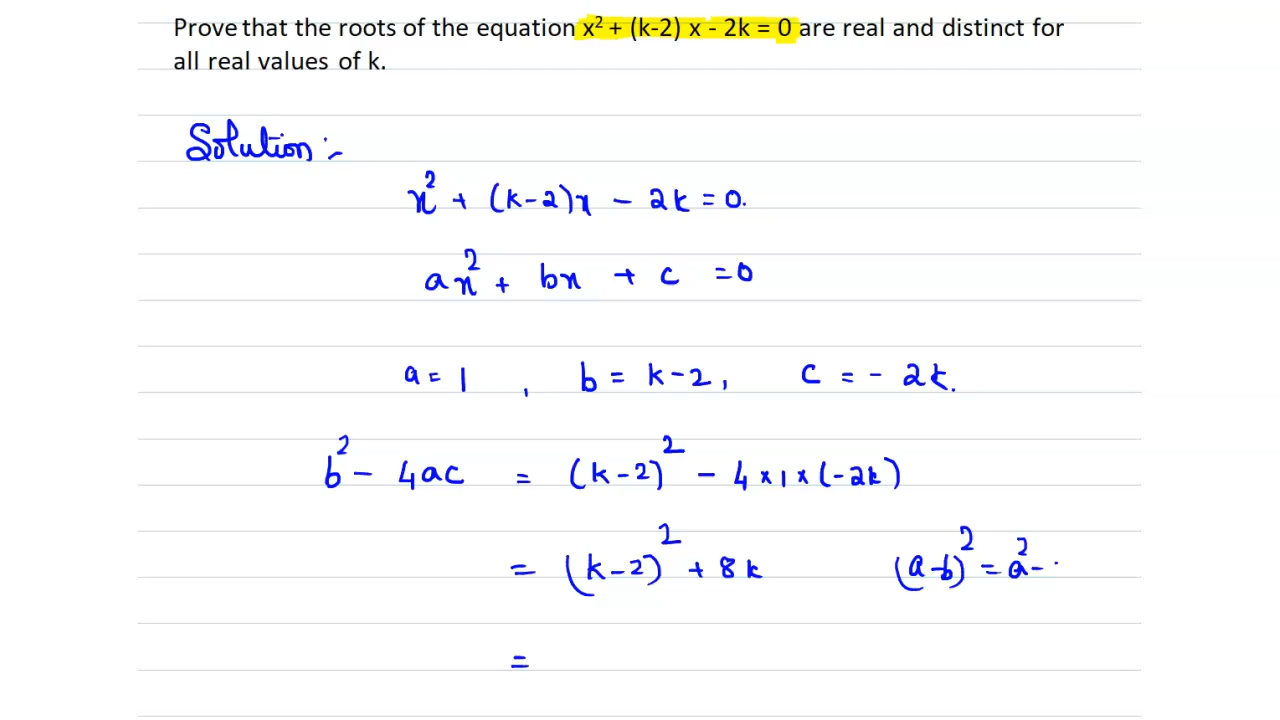 Prove that the roots of the equation x² + (k-2) x - 2k = 0 are real and distinct for
all real values of k.
Solution :-
x² + (k-2)x - 2k = 0.
ax² + bx + c = 0
a = 1 , b = k-2, c = - 2k.
b² - 4ac = (k-2)² - 4 × 1 × (-2k)
= (k-2)² + 8k (a-b)² = a² -
=